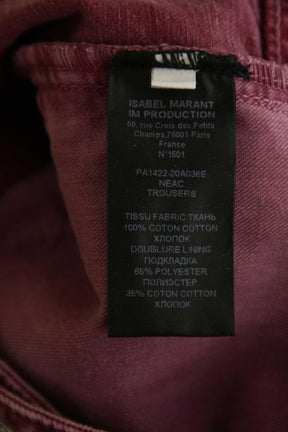 ISABEL MARANT
IM PRODUCTION
50, rue Croix des Petits
Champs,75001 Paris
France
N°1501
PA1422-20A036E
NEAC
TROUSERS
TISSU FABRIC ТКАНЬ
100% COTON COTTON
ХЛОПОК
DOUBLURE LINING
ПОДКЛАДКА
65% POLYESTER
ПОЛИЭСТЕР
35% COTON COTTON
ХЛОПОК